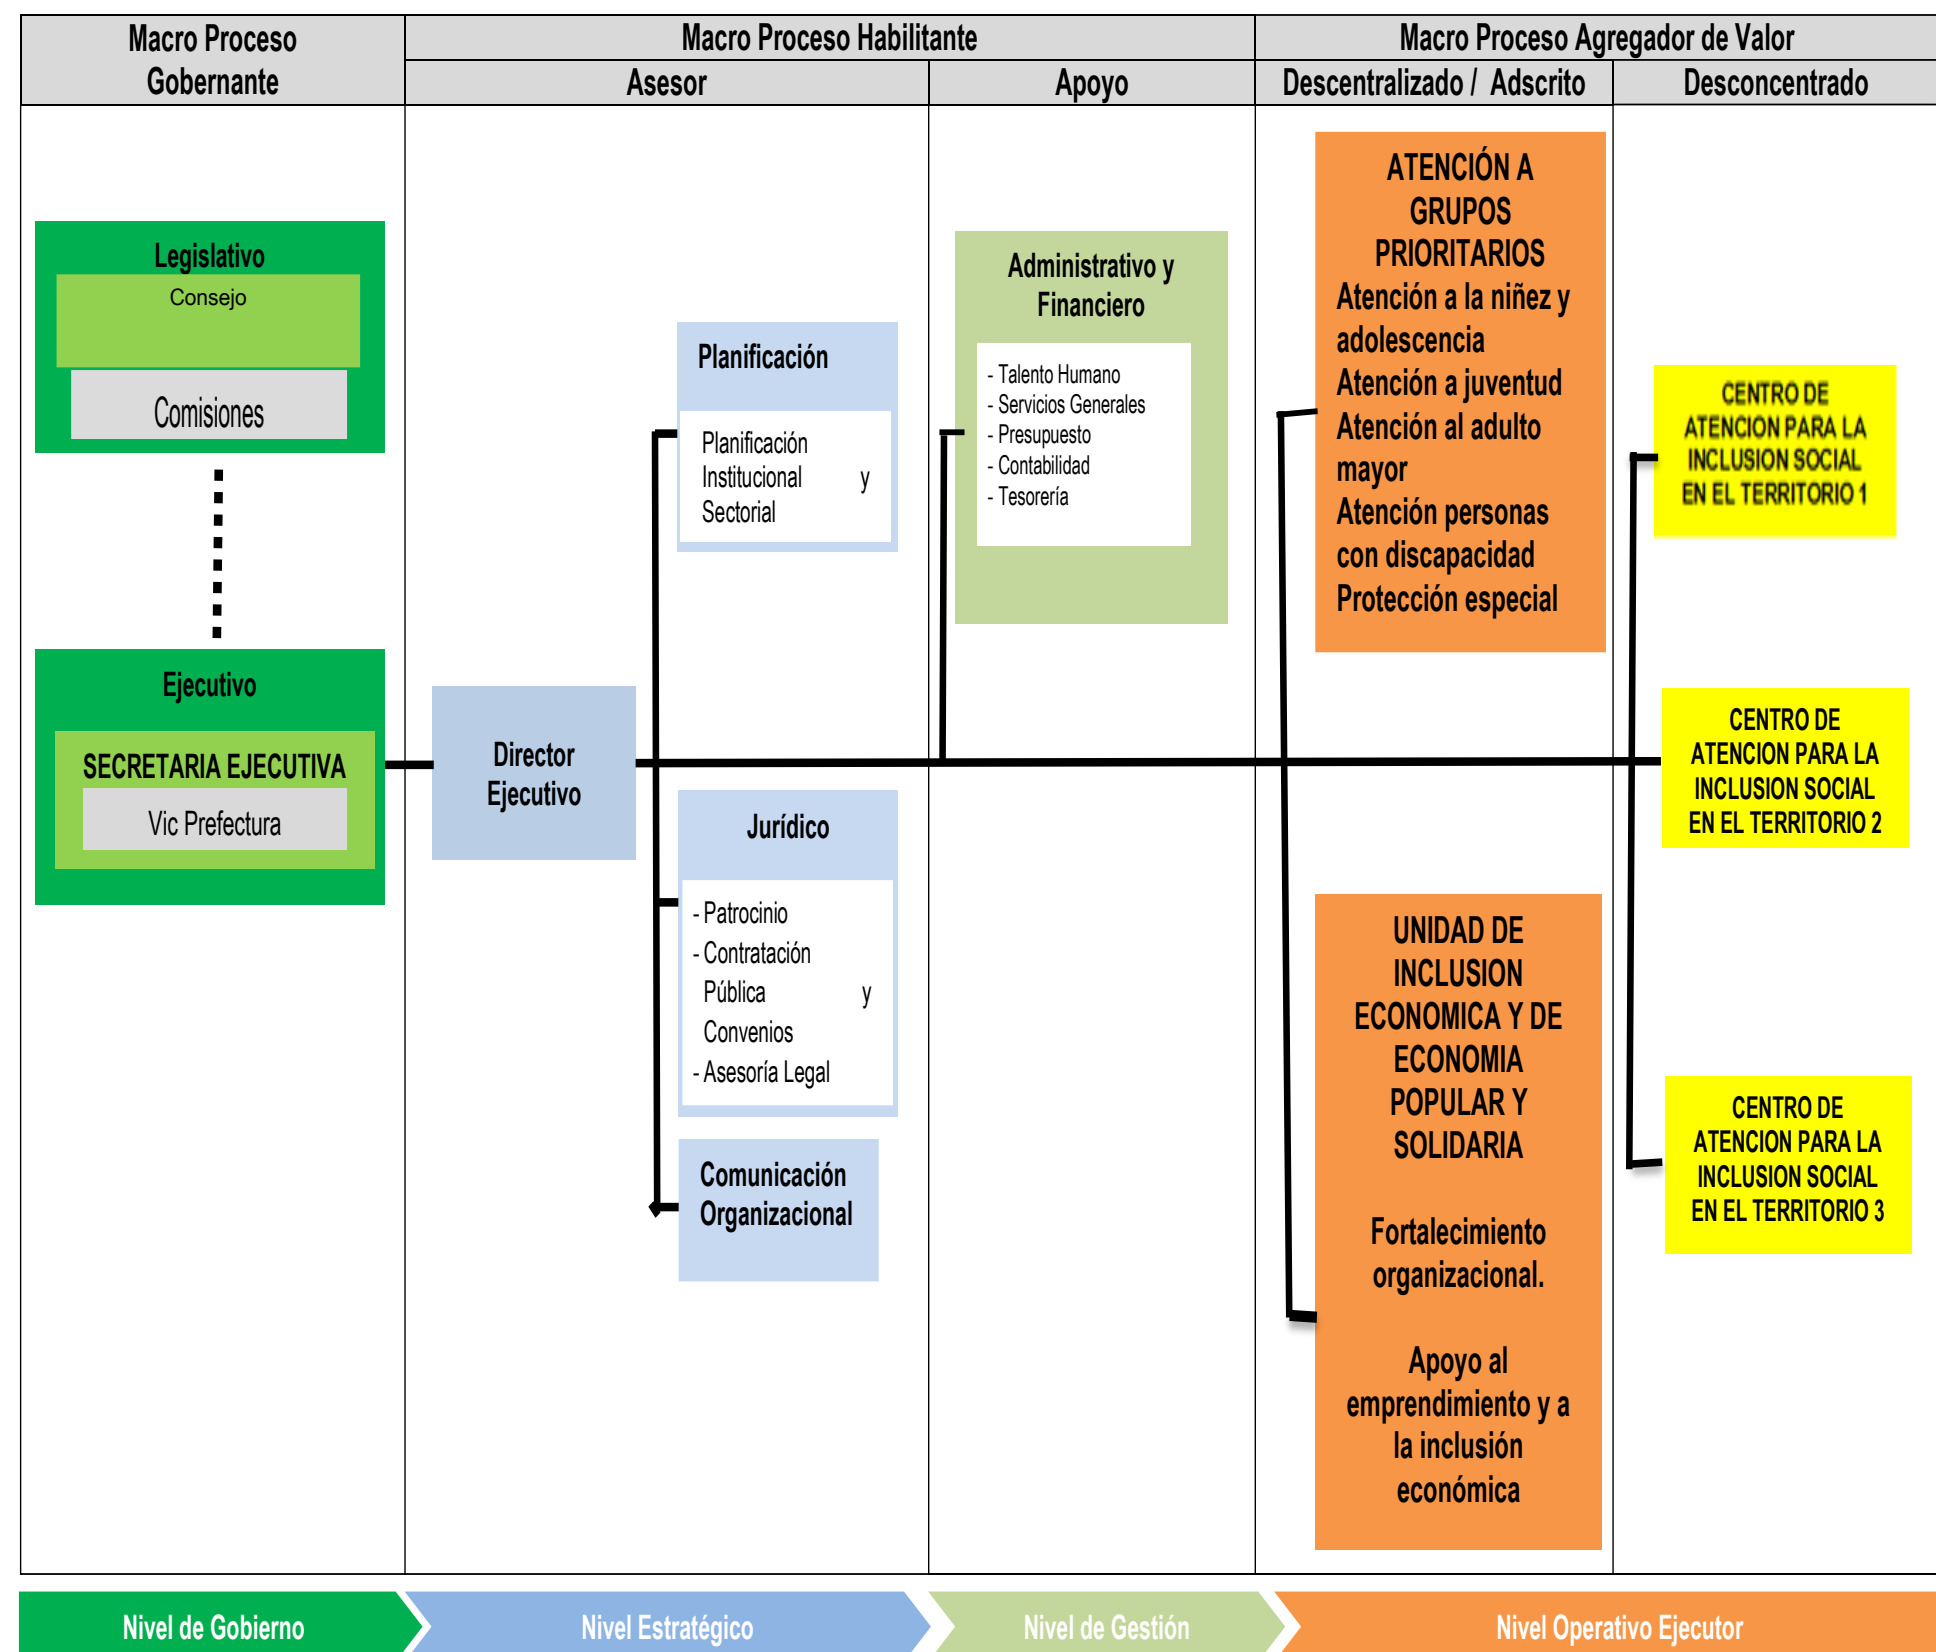 Macro Proceso
Gobernante
Macro Proceso Habilitante
Macro Proceso Agregador de Valor
Asesor
Apoyo
Descentralizado / Adscrito
Desconcentrado
Legislativo
Consejo
Comisiones
Ejecutivo
SECRETARIA EJECUTIVA
Vic Prefectura
Director
Ejecutivo
Planificación
Planificación
Institucional y
Sectorial
Jurídico
- Patrocinio
- Contratación
Pública y
Convenios
- Asesoría Legal
Comunicación
Organizacional
Administrativo y
Financiero
- Talento Humano
- Servicios Generales
- Presupuesto
- Contabilidad
- Tesorería
ATENCIÓN A
GRUPOS
PRIORITARIOS
Atención a la niñez y
adolescencia
Atención a juventud
Atención al adulto
mayor
Atención personas
con discapacidad
Protección especial
UNIDAD DE
INCLUSION
ECONOMICA Y DE
ECONOMIA
POPULAR Y
SOLIDARIA
Fortalecimiento
organizacional.
Apoyo al
emprendimiento y a
la inclusión
económica
CENTRO DE
ATENCION PARA LA
INCLUSION SOCIAL
EN EL TERRITORIO 1
CENTRO DE
ATENCION PARA LA
INCLUSION SOCIAL
EN EL TERRITORIO 2
CENTRO DE
ATENCION PARA LA
INCLUSION SOCIAL
EN EL TERRITORIO 3
Nivel de Gobierno
Nivel Estratégico
Nivel de Gestión
Nivel Operativo Ejecutor